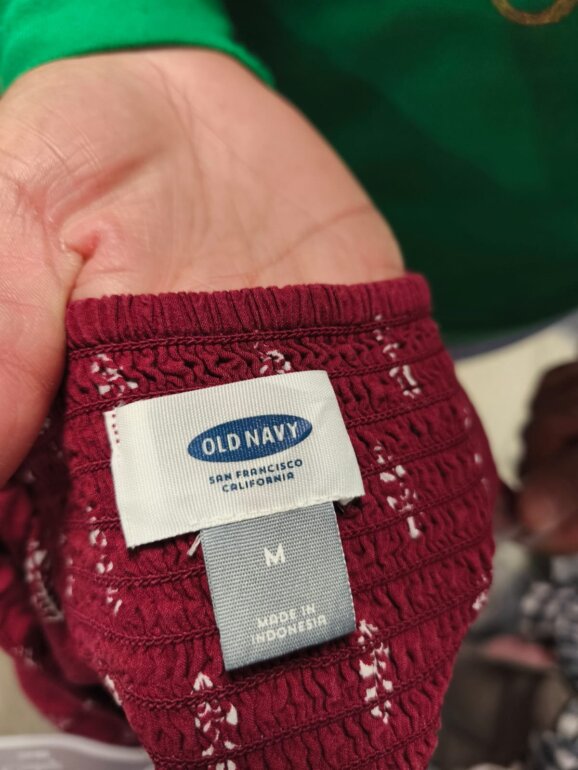 OLD NAVY
SAN FRANCISCO
CALIFORNIA
M
MADE IN
INDONESIA